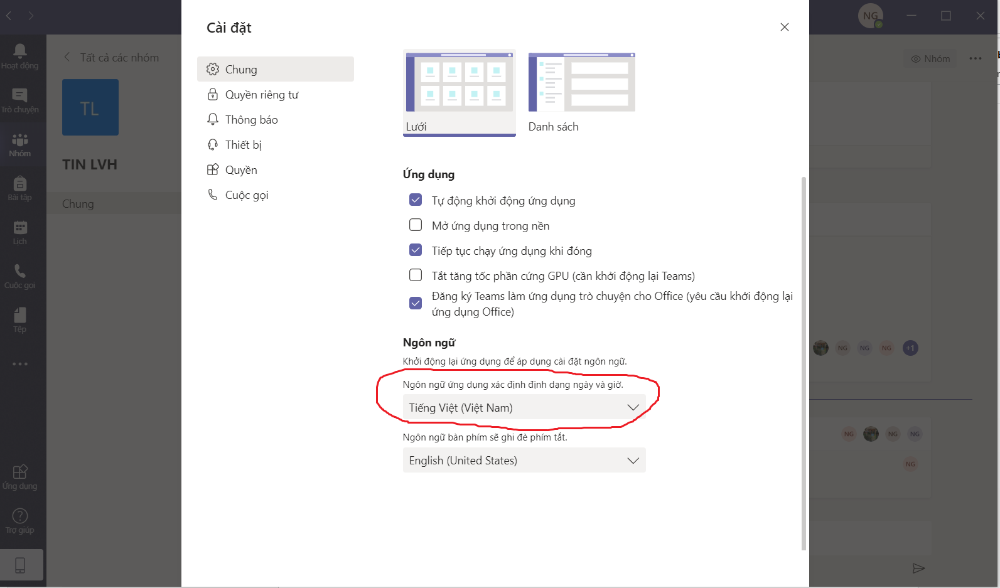 NG
Cài đặt
Hoạt động
Trò chuyện
Nhóm
Bài tập
Lịch
Cuộc gọi
Tệp
Ứng dụng
Trợ giúp
Tất cả các nhóm
TL
TIN LVH
Chung
Chung
Quyền riêng tư
Thông báo
Thiết bị
Quyền
Cuộc gọi
Lưới
Danh sách
Ứng dụng
Tự động khởi động ứng dụng
Mở ứng dụng trong nền
Tiếp tục chạy ứng dụng khi đóng
Tắt tăng tốc phần cứng GPU (cần khởi động lại Teams)
Đăng ký Teams làm ứng dụng trò chuyện cho Office (yêu cầu khởi động lại
ứng dụng Office)
Ngôn ngữ
Khởi động lại ứng dụng để áp dụng cài đặt ngôn ngữ.
Ngôn ngữ ứng dụng xác định định dạng ngày và giờ.
Tiếng Việt (Việt Nam)
Ngôn ngữ bàn phím sẽ ghi đè phím tắt.
English (United States)
Nhóm
NG NG NG +1
NG NG NG
NG